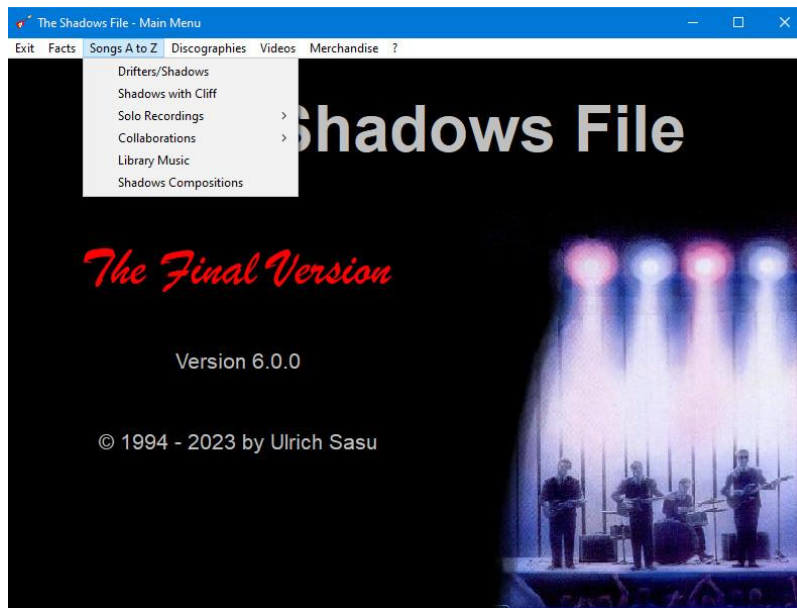 The Shadows File - Main Menu
Exit Facts Songs A to Z Discographies Videos Merchandise ?
Drifters/Shadows
Shadows with Cliff
Solo Recordings >
Collaborations >
Library Music
Shadows Compositions
Shadows File
The Final Version
Version 6.0.0
© 1994 - 2023 by Ulrich Sasu